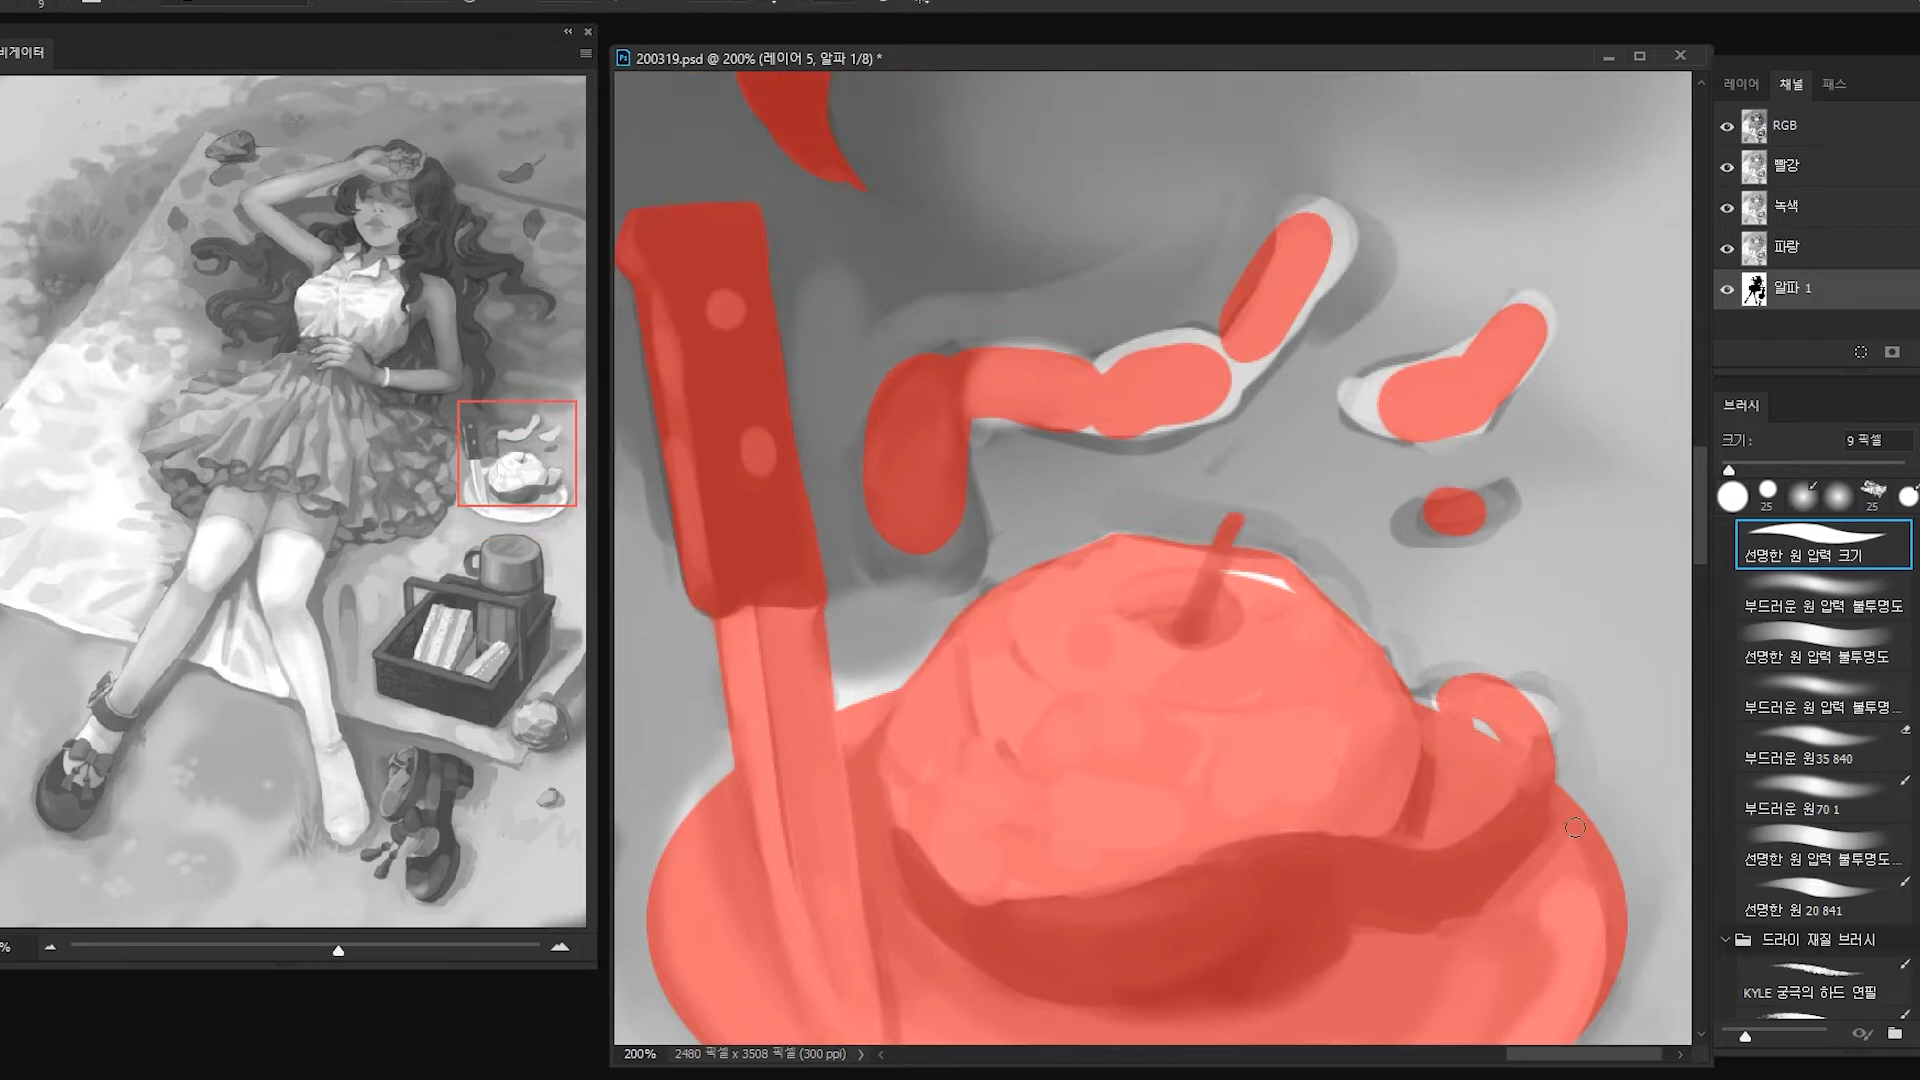 9
비게이터
200319.psd @ 200% (레이어 5, 알파 1/8) *
레이어 채널 패스
RGB
빨강
녹색
파랑
알파 1
브러시
크기: 9 픽셀
25 25
선명한 원 압력 크기
부드러운 원 압력 불투명도
선명한 원 압력 불투명도
부드러운 원 압력 불투명...
부드러운 원35 840
부드러운 원70 1
선명한 원 압력 불투명도...
선명한 원 20 841
드라이 재질 브러시
KYLE 궁극의 하드 연필
%
200% 2480 픽셀 x 3508 픽셀 (300 ppi)